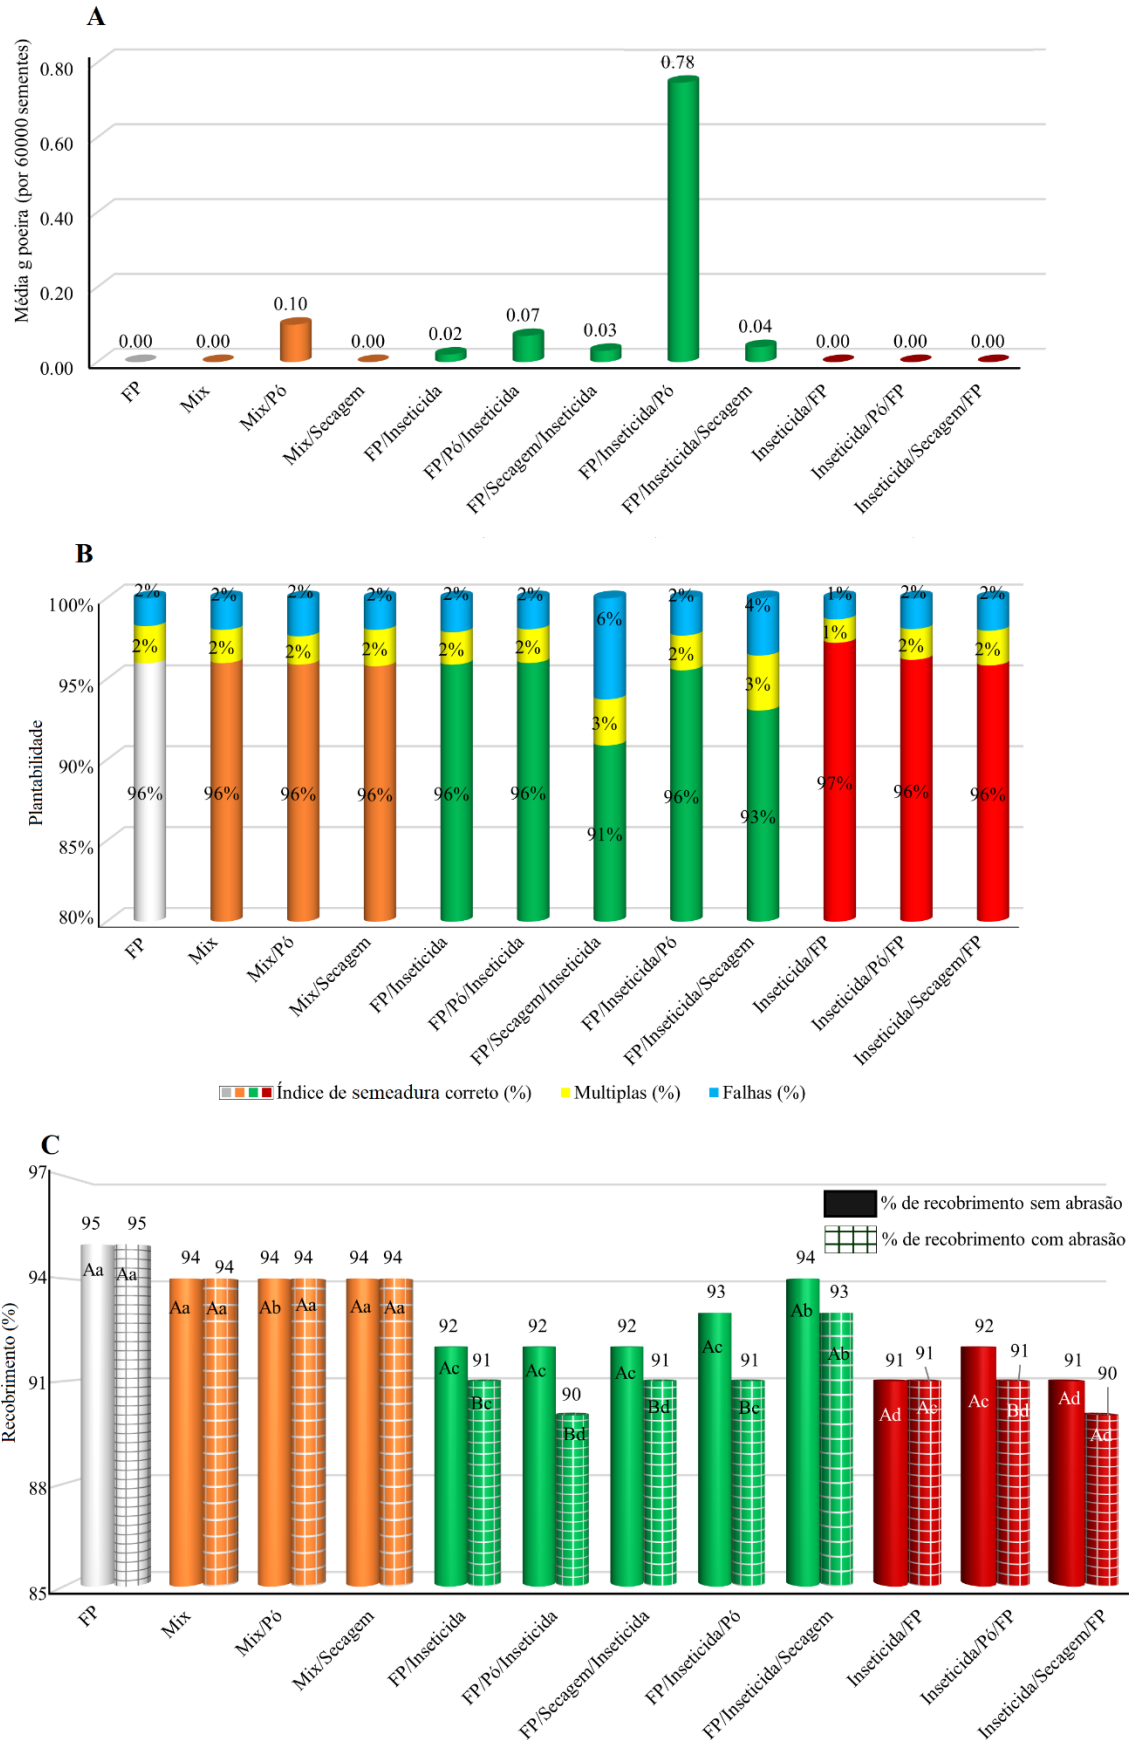 A
Média g poeira (por 60000 sementes)
0.80
0.60
0.40
0.20
0.00
0.00
0.00
0.10
0.00
0.02
0.07
0.03
0.78
0.04
0.00
0.00
0.00
FP
Mix
Mix/Pó
Mix/Secagem
FP/Inseticida
FP/Pó/Inseticida
FP/Secagem/Inseticida
FP/Inseticida/Pó
FP/Inseticida/Secagem
Inseticida/FP
Inseticida/Pó/FP
Inseticida/Secagem/FP
B
Plantabilidade
100%
95%
90%
85%
80%
2% 2% 2% 2% 2% 2% 6% 2% 4% 1% 2% 2%
2% 2% 2% 2% 2% 2% 3% 2% 3% 1% 2% 2%
96% 96% 96% 96% 96% 96% 91% 96% 93% 97% 96% 96%
FP
Mix
Mix/Pó
Mix/Secagem
FP/Inseticida
FP/Pó/Inseticida
FP/Secagem/Inseticida
FP/Inseticida/Pó
FP/Inseticida/Secagem
Inseticida/FP
Inseticida/Pó/FP
Inseticida/Secagem/FP
Índice de semeadura correto (%) Multiplas (%) Falhas (%)
C
Recobrimento (%)
97
94
91
88
85
% de recobrimento sem abrasão
% de recobrimento com abrasão
95 95 94 94 94 94 94 94 92 91 92 90 92 91 93 91 94 93 91 91 92 91 91 90
Aa Aa Aa Aa Ab Aa Aa Aa Ac Bc Ac Bd Ac Bd Ac Bc Ab Ab Ad Ac Ac Bd Ad Ad
FP
Mix
Mix/Pó
Mix/Secagem
FP/Inseticida
FP/Pó/Inseticida
FP/Secagem/Inseticida
FP/Inseticida/Pó
FP/Inseticida/Secagem
Inseticida/FP
Inseticida/Pó/FP
Inseticida/Secagem/FP